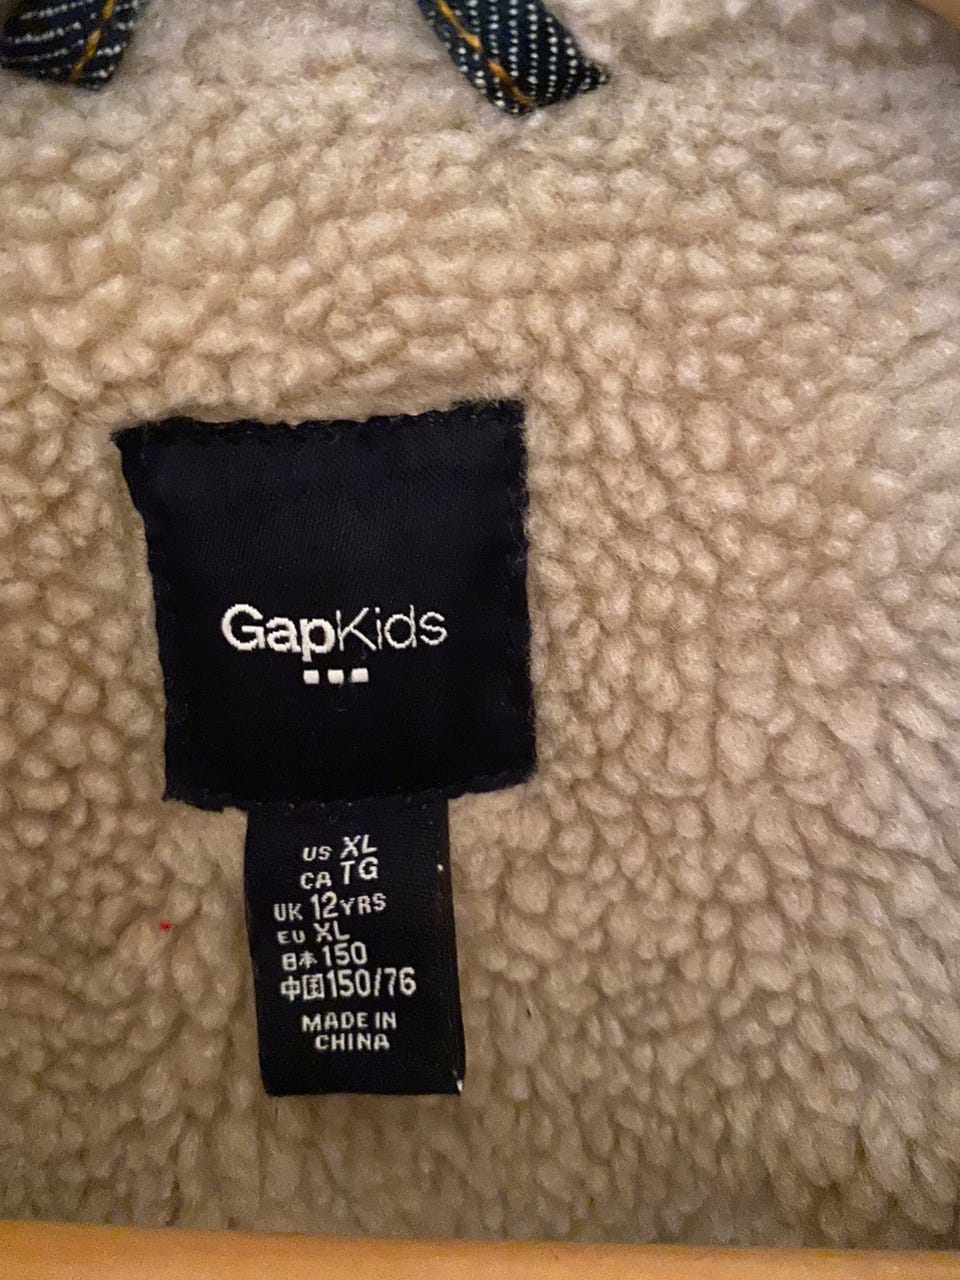 GapKids
US XL
CA TG
UK 12YRS
EU XL
日本150
中国150/76
MADE IN
CHINA